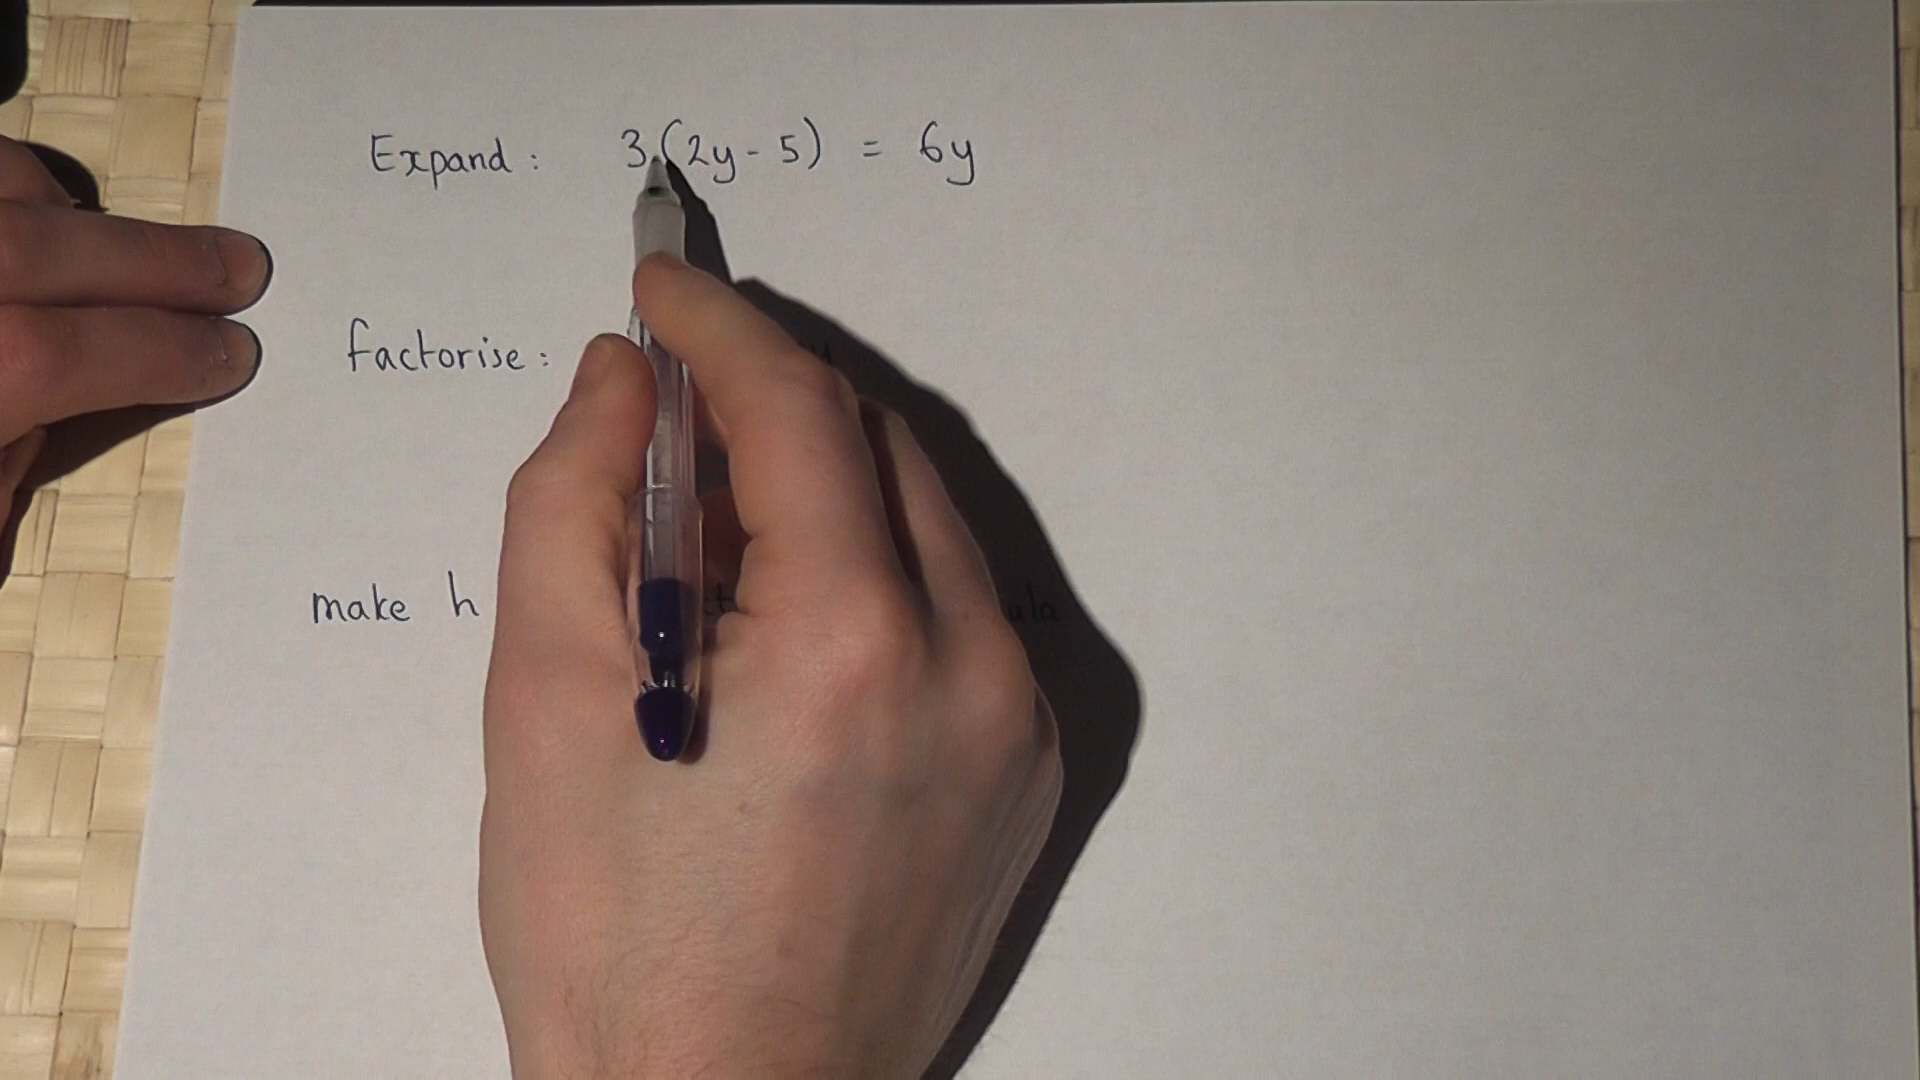 Expand: 3(2y - 5) = 6y
factorise:
make h